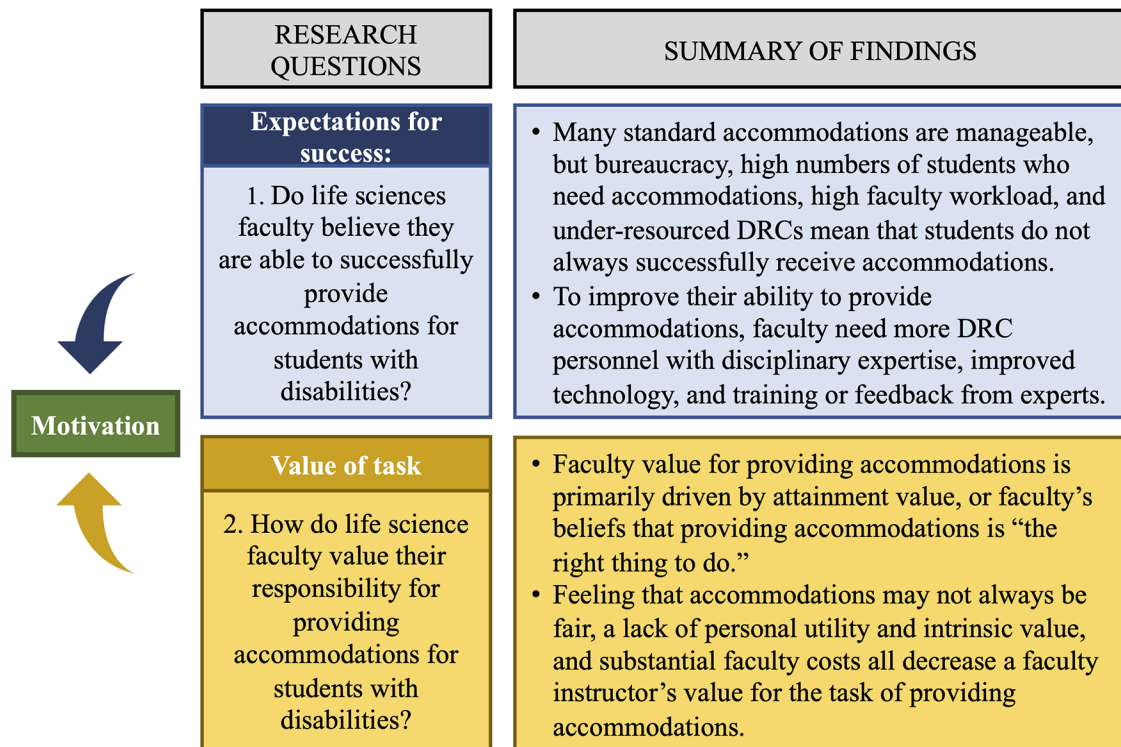 RESEARCH
QUESTIONS
SUMMARY OF FINDINGS
Expectations for
success:
1. Do life sciences
faculty believe they
are able to successfully
provide
accommodations for
students with
disabilities?
• Many standard accommodations are manageable,
but bureaucracy, high numbers of students who
need accommodations, high faculty workload, and
under-resourced DRCs mean that students do not
always successfully receive accommodations.
• To improve their ability to provide
accommodations, faculty need more DRC
personnel with disciplinary expertise, improved
technology, and training or feedback from experts.
Motivation
Value of task
2. How do life science
faculty value their
responsibility for
providing
accommodations for
students with
disabilities?
• Faculty value for providing accommodations is
primarily driven by attainment value, or faculty’s
beliefs that providing accommodations is “the
right thing to do.”
• Feeling that accommodations may not always be
fair, a lack of personal utility and intrinsic value,
and substantial faculty costs all decrease a faculty
instructor’s value for the task of providing
accommodations.